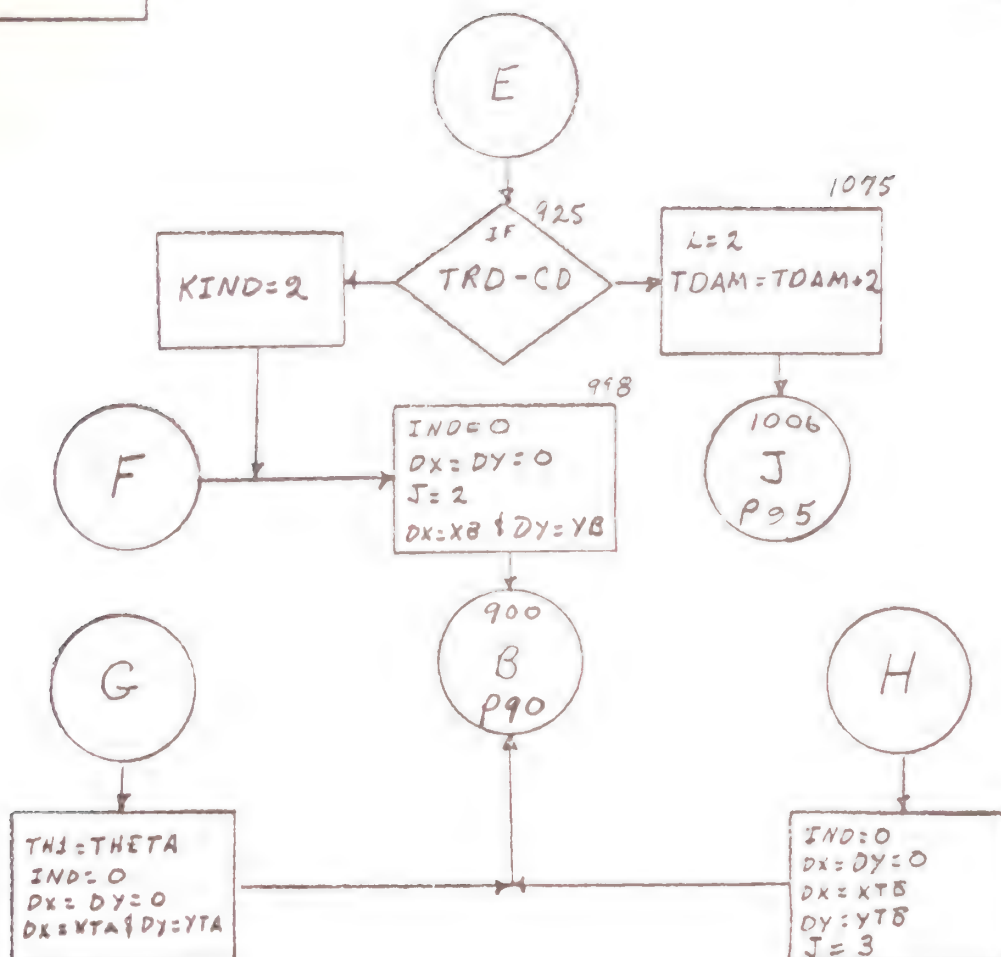 E
925
IF
TRD-CD
KIND=2
1075
L=2
TDAM=TDAM+2
1006
J
P95
F
998
IND=0
DX=DY=0
J=2
DX=XB & DY=YB
900
B
P90
G
H
TH1=THETA
IND=0
DX=DY=0
DX=XTA & DY=YTA
IND=0
DX=DY=0
DX=XTB
DY=YTB
J=3